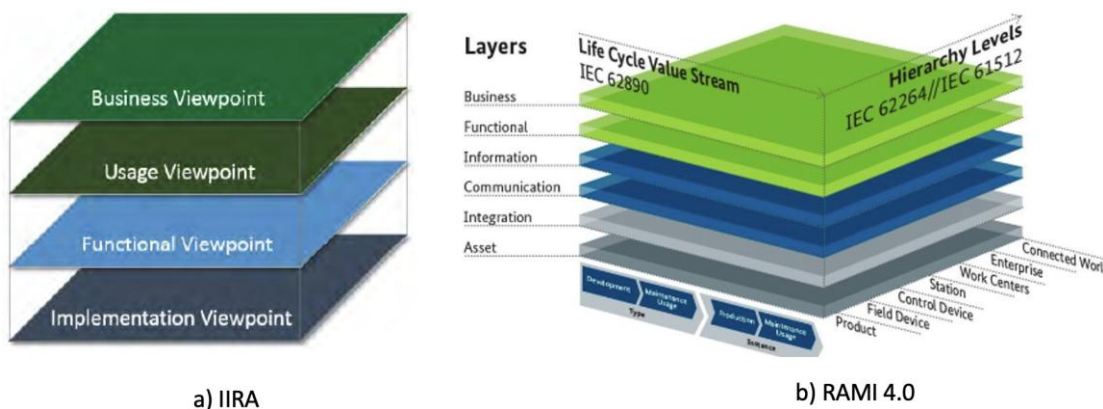 Business Viewpoint
Usage Viewpoint
Functional Viewpoint
Implementation Viewpoint
a) IIRA
Layers
Business
Functional
Information
Communication
Integration
Asset
Life Cycle Value Stream
IEC 62890
Hierarchy Levels
IEC 62264//IEC 61512
Development
Maintenance
Usage
Type
Production
Maintenance
Usage
Instance
Connected Worl
Enterprise
Work Centers
Station
Control Device
Field Device
Product
b) RAMI 4.0